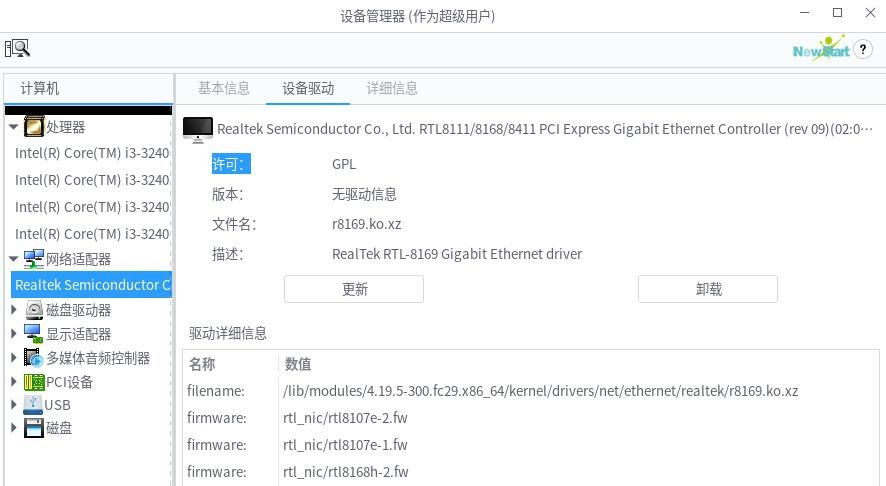 设备管理器 (作为超级用户)
NewStart
?
计算机
处理器
Intel(R) Core(TM) i3-3240
Intel(R) Core(TM) i3-3240
Intel(R) Core(TM) i3-3240
Intel(R) Core(TM) i3-3240
网络适配器
Realtek Semiconductor C
磁盘驱动器
显示适配器
多媒体音频控制器
PCI设备
USB
磁盘
基本信息 设备驱动 详细信息
Realtek Semiconductor Co., Ltd. RTL8111/8168/8411 PCI Express Gigabit Ethernet Controller (rev 09)(02:0…
许可： GPL
版本： 无驱动信息
文件名： r8169.ko.xz
描述： RealTek RTL-8169 Gigabit Ethernet driver
更新 卸载
驱动详细信息
名称 数值
filename: /lib/modules/4.19.5-300.fc29.x86_64/kernel/drivers/net/ethernet/realtek/r8169.ko.xz
firmware: rtl_nic/rtl8107e-2.fw
firmware: rtl_nic/rtl8107e-1.fw
firmware: rtl_nic/rtl8168h-2.fw